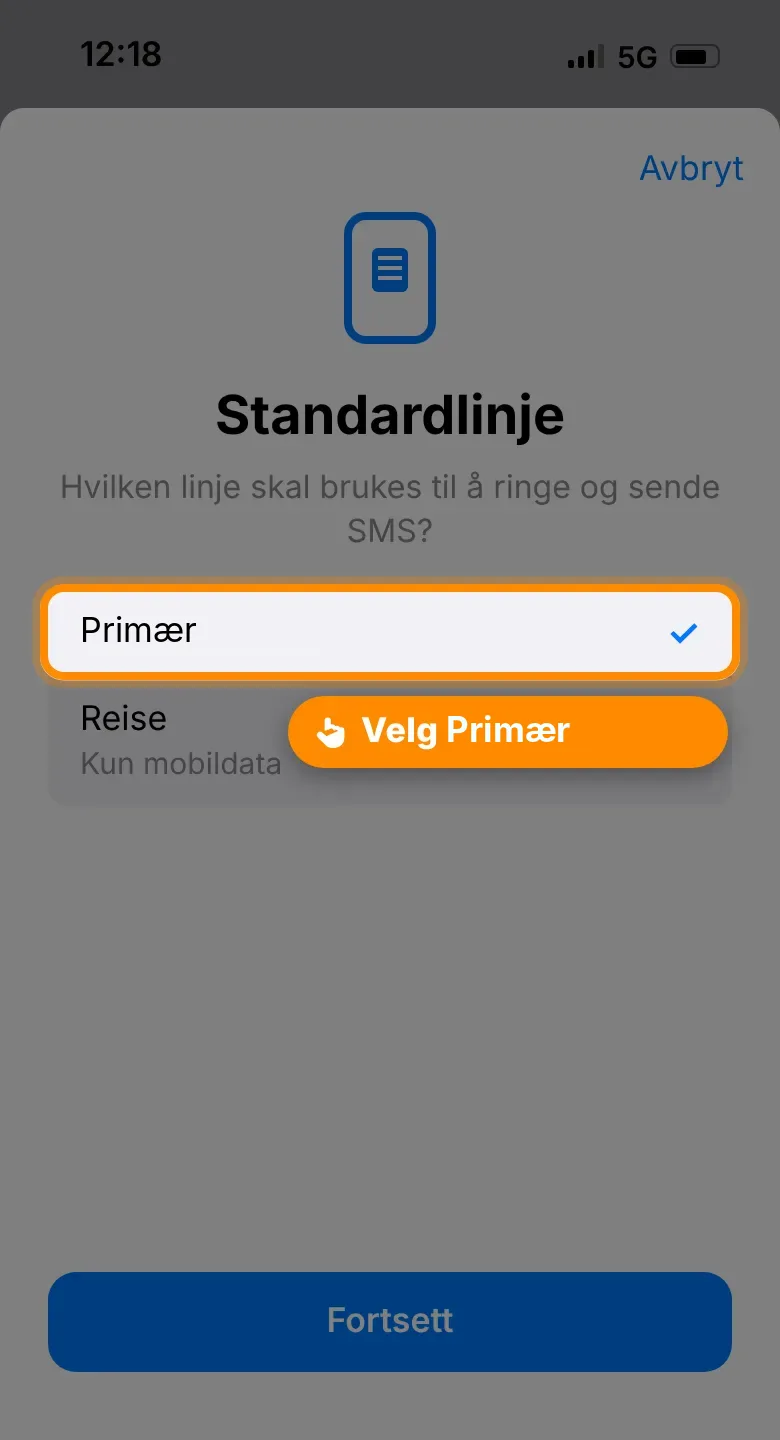 12:18
5G
Avbryt
Standardlinje
Hvilken linje skal brukes til å ringe og sende
SMS?
Primær
Reise
Velg Primær
Kun mobildata
Fortsett